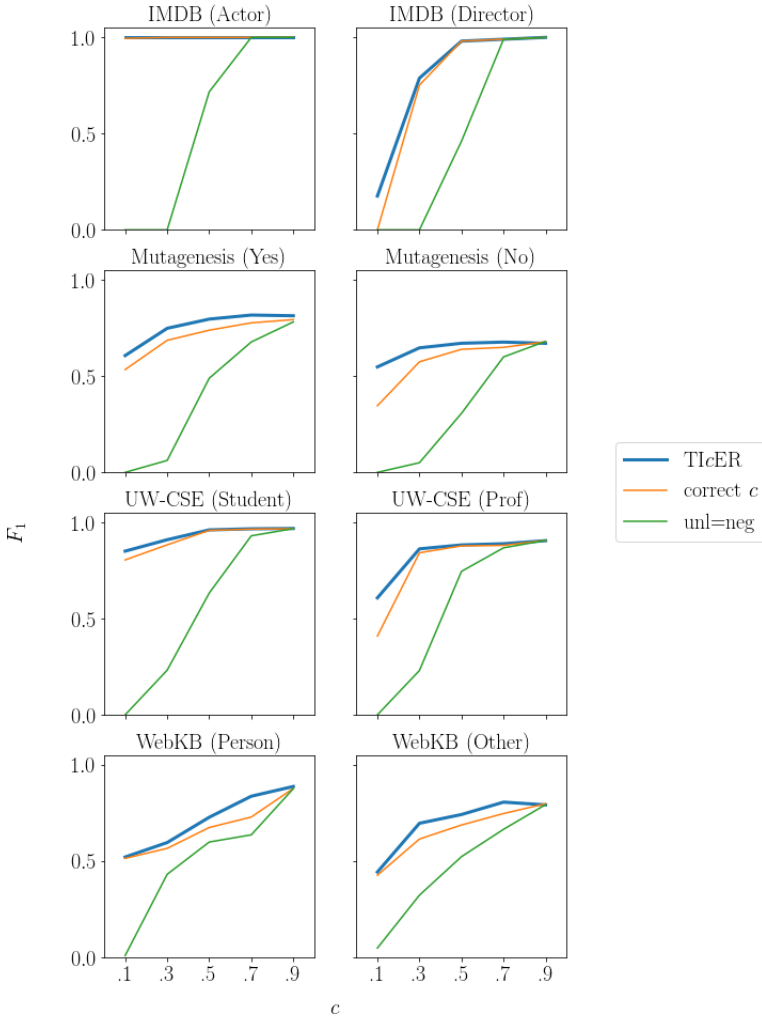 IMDB (Actor)
IMDB (Director)
1.0
0.5
0.0
Mutagenesis (Yes)
Mutagenesis (No)
1.0
0.5
0.0
TIcER
correct c
unl=neg
UW-CSE (Student)
UW-CSE (Prof)
1.0
0.5
0.0
F1
WebKB (Person)
WebKB (Other)
1.0
0.5
0.0
.1 .3 .5 .7 .9
.1 .3 .5 .7 .9
c